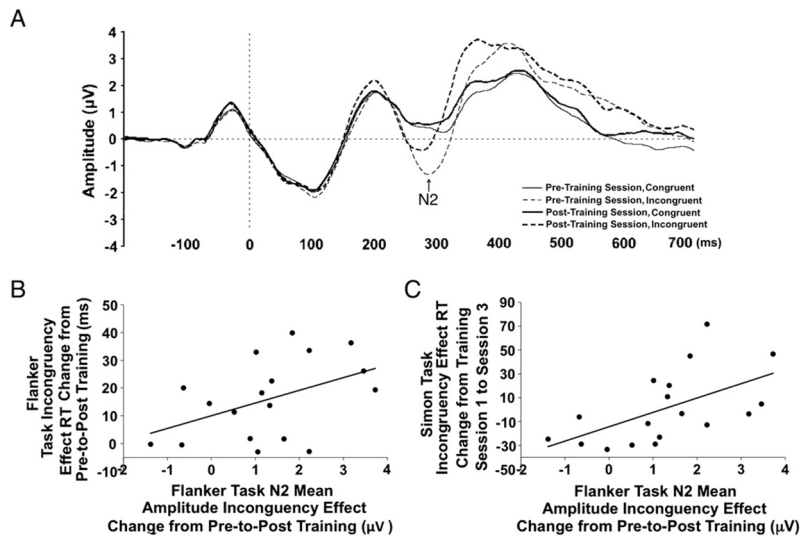 A
Amplitude (µV)
4
3
2
1
0
-1
-2
-3
-4
-100 0 100 200 300 400 500 600 700 (ms)
N2
Pre-Training Session, Congruent
Pre-Training Session, Incongruent
Post-Training Session, Congruent
Post-Training Session, Incongruent
B
Flanker
Task Incongruency
Effect RT Change from
Pre-to-Post Training (ms)
50
40
30
20
10
0
-10
-2 -1 0 1 2 3 4
Flanker Task N2 Mean
Amplitude Inconguency Effect
Change from Pre-to-Post Training (µV)
C
Simon Task
Incongruency Effect RT
Change from Training
Session 1 to Session 3
90
70
50
30
10
-10
-30
-50
-2 -1 0 1 2 3 4
Flanker Task N2 Mean
Amplitude Inconguency Effect
Change from Pre-to-Post Training (µV)